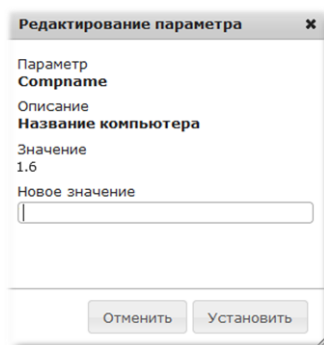 Редактирование параметра
Параметр
Compname
Описание
Название компьютера
Значение
1.6
Новое значение
Отменить
Установить